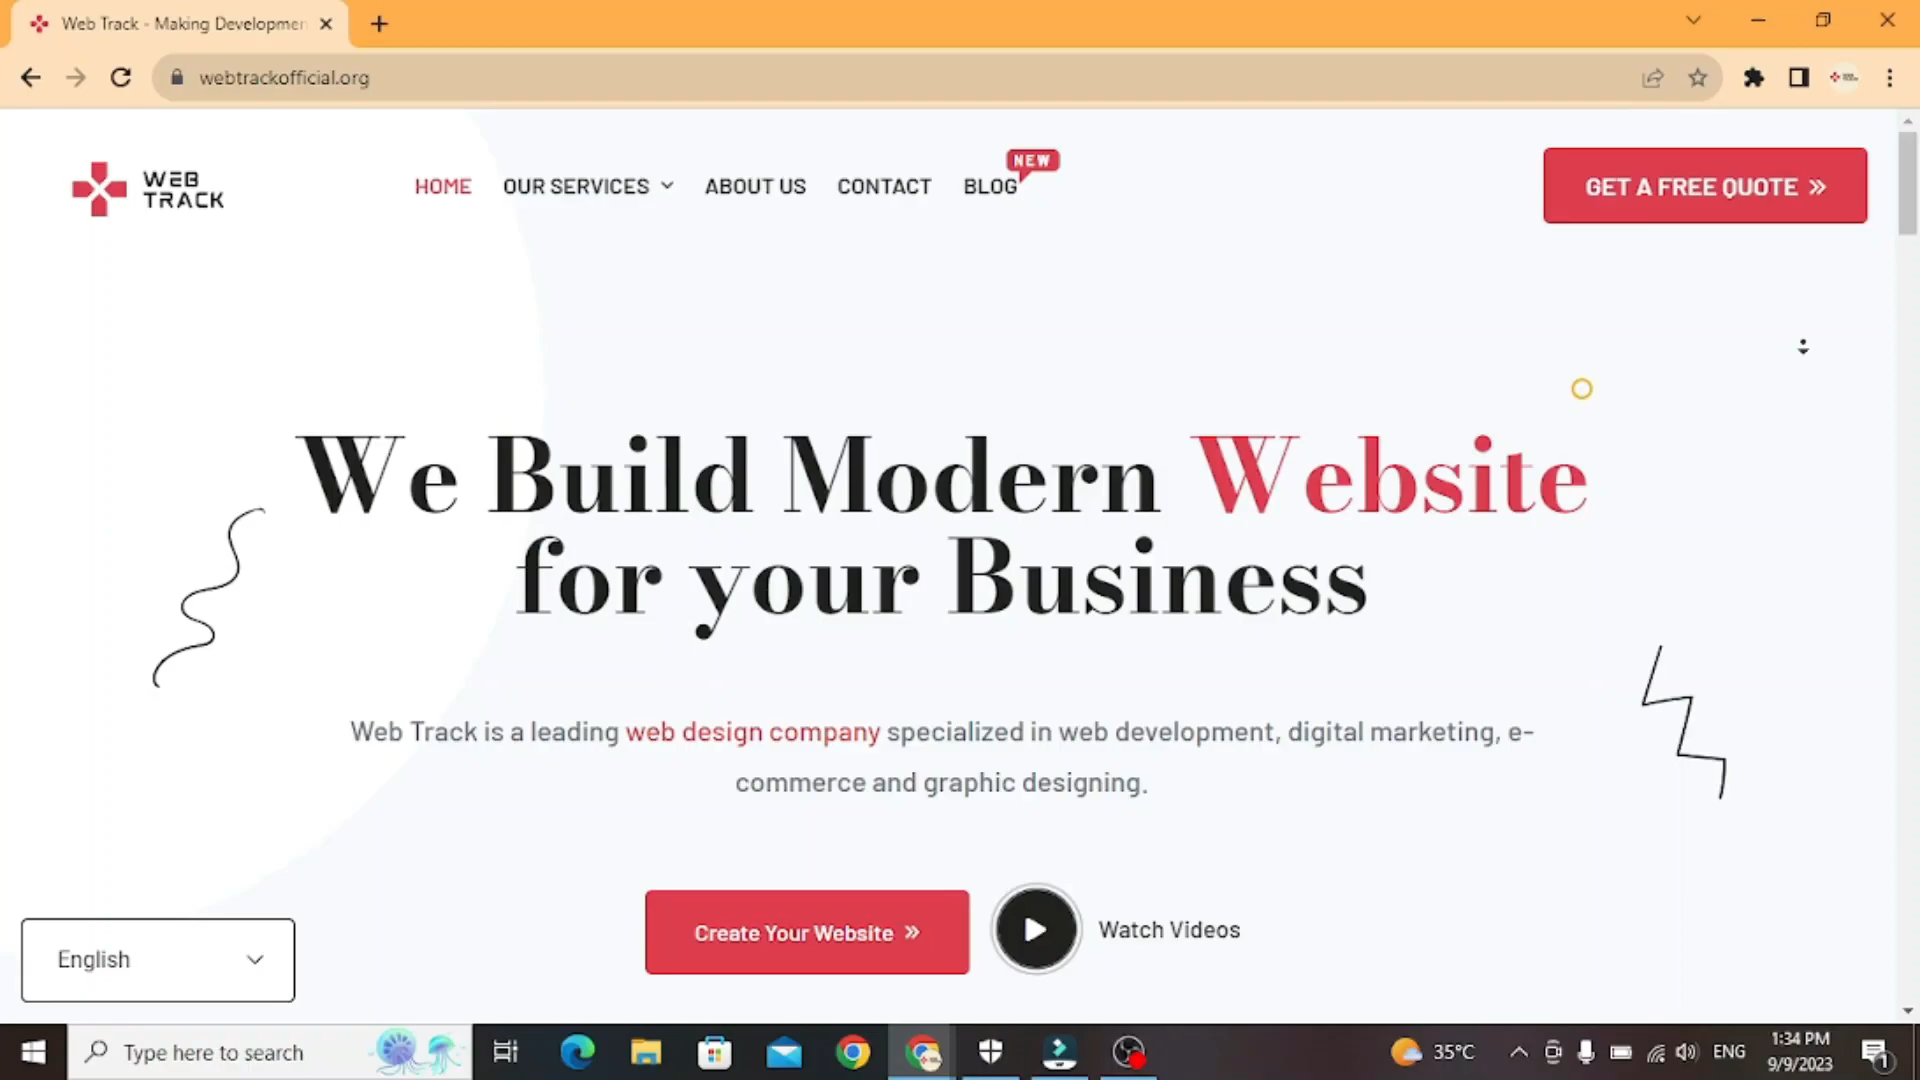 Web Track - Making Developmen
webtrackofficial.org
WEB
TRACK
HOME
OUR SERVICES
ABOUT US
CONTACT
BLOG
NEW
GET A FREE QUOTE »
We Build Modern Website
for your Business
Web Track is a leading web design company specialized in web development, digital marketing, e-
commerce and graphic designing.
Create Your Website »
Watch Videos
English
Type here to search
35°C
ENG
1:34 PM
9/9/2023
1